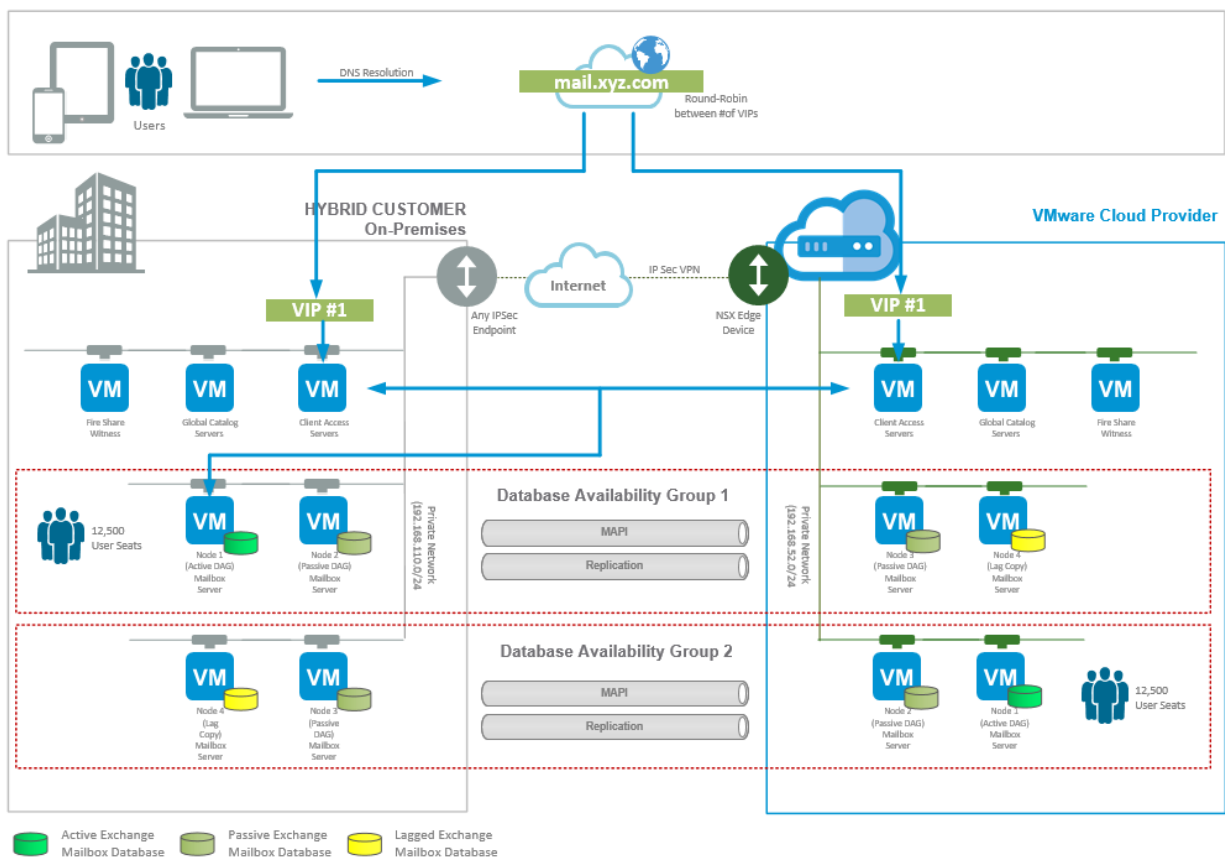 DNS Resolution
mail.xyz.com
Round-Robin
between #of VIPs
Users
HYBRID CUSTOMER
On-Premises
VMware Cloud Provider
IP Sec VPN
Internet
VIP #1
VIP #1
Any IPSec
Endpoint
NSX Edge
Device
VM
VM
VM
VM
VM
VM
Fire Share
Witness
Global Catalog
Servers
Client Access
Servers
Client Access
Servers
Global Catalog
Servers
Fire Share
Witness
Database Availability Group 1
12,500
User Seats
VM
VM
MAPI
Replication
Private Network
(192.168.110.0/24
Private Network
(192.168.52.0/24
VM
VM
Node 1
(Active DAG)
Mailbox
Server
Node 2
(Passive DAG)
Mailbox
Server
Node 3
(Passive DAG)
Mailbox
Server
Node 4
(Lag Copy)
Mailbox
Server
Database Availability Group 2
VM
VM
MAPI
Replication
VM
VM
12,500
User Seats
Node 4
(Lag
Copy)
Mailbox
Server
Node 3
(Passive
DAG)
Mailbox
Server
Node 2
(Passive DAG)
Mailbox
Server
Node 1
(Active DAG)
Mailbox
Server
Active Exchange
Mailbox Database
Passive Exchange
Mailbox Database
Lagged Exchange
Mailbox Database